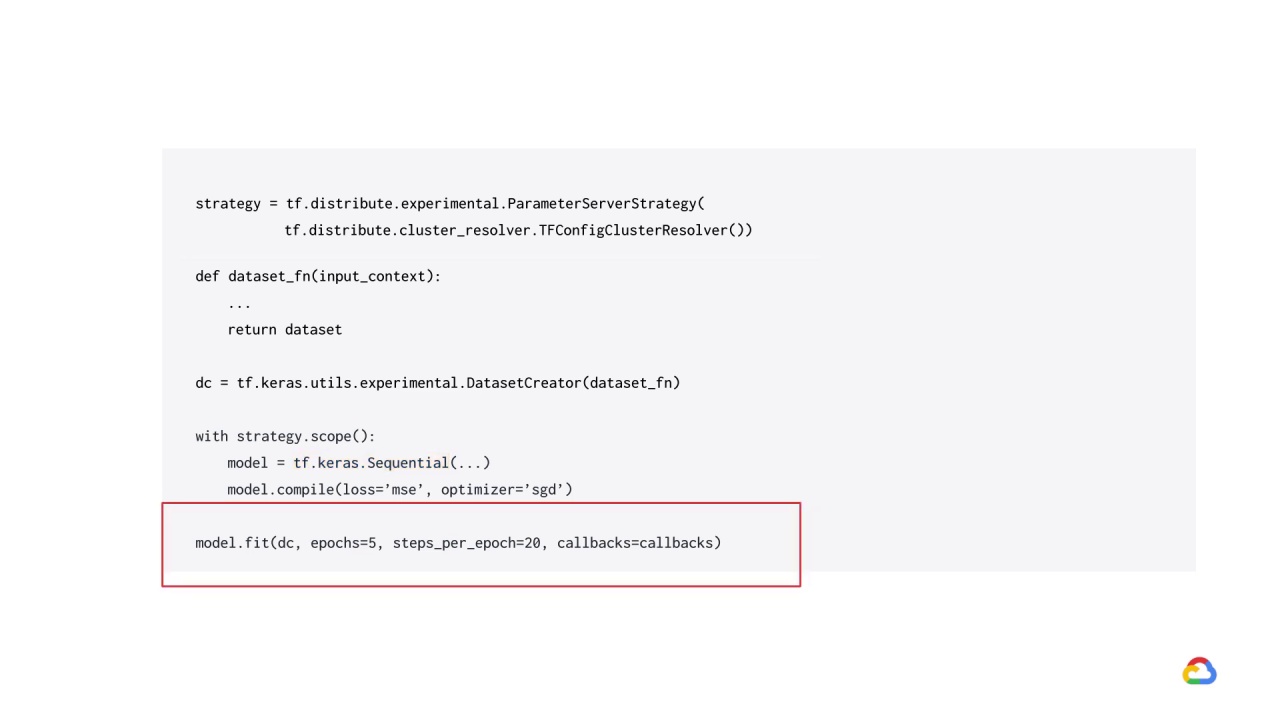 strategy = tf.distribute.experimental.ParameterServerStrategy(
tf.distribute.cluster_resolver.TFConfigClusterResolver())
def dataset_fn(input_context):
...
return dataset
dc = tf.keras.utils.experimental.DatasetCreator(dataset_fn)
with strategy.scope():
model = tf.keras.Sequential(...)
model.compile(loss=’mse’, optimizer=’sgd’)
model.fit(dc, epochs=5, steps_per_epoch=20, callbacks=callbacks)